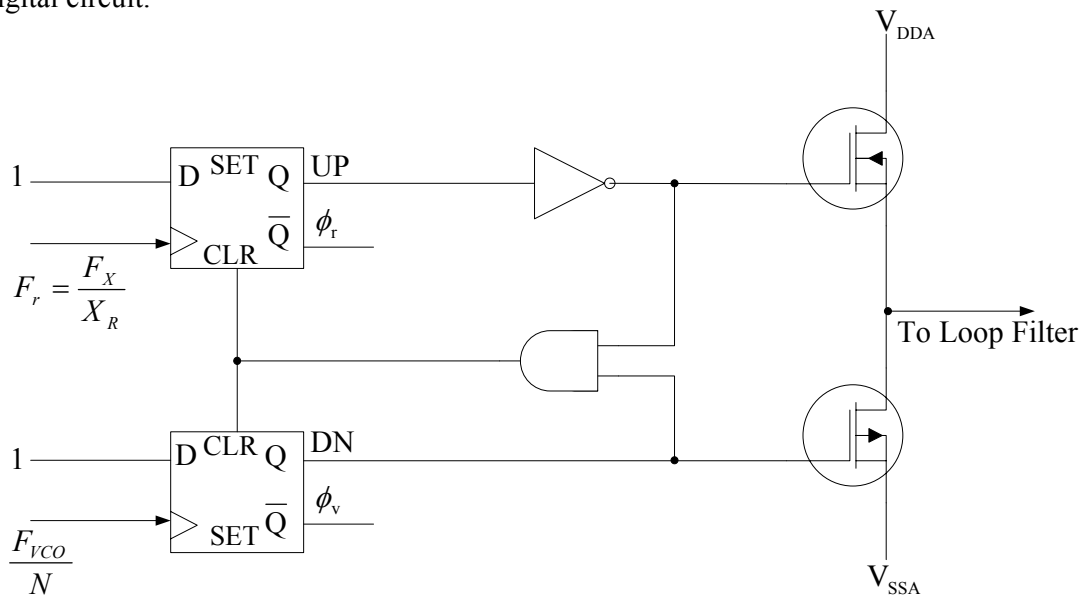 igital circuit.
V_DDA
1
D SET Q UP
Q̅ ϕ_r
CLR
F_r = F_X / X_R
To Loop Filter
1
D CLR Q DN
Q̅ ϕ_v
SET
F_VCO / N
V_SSA